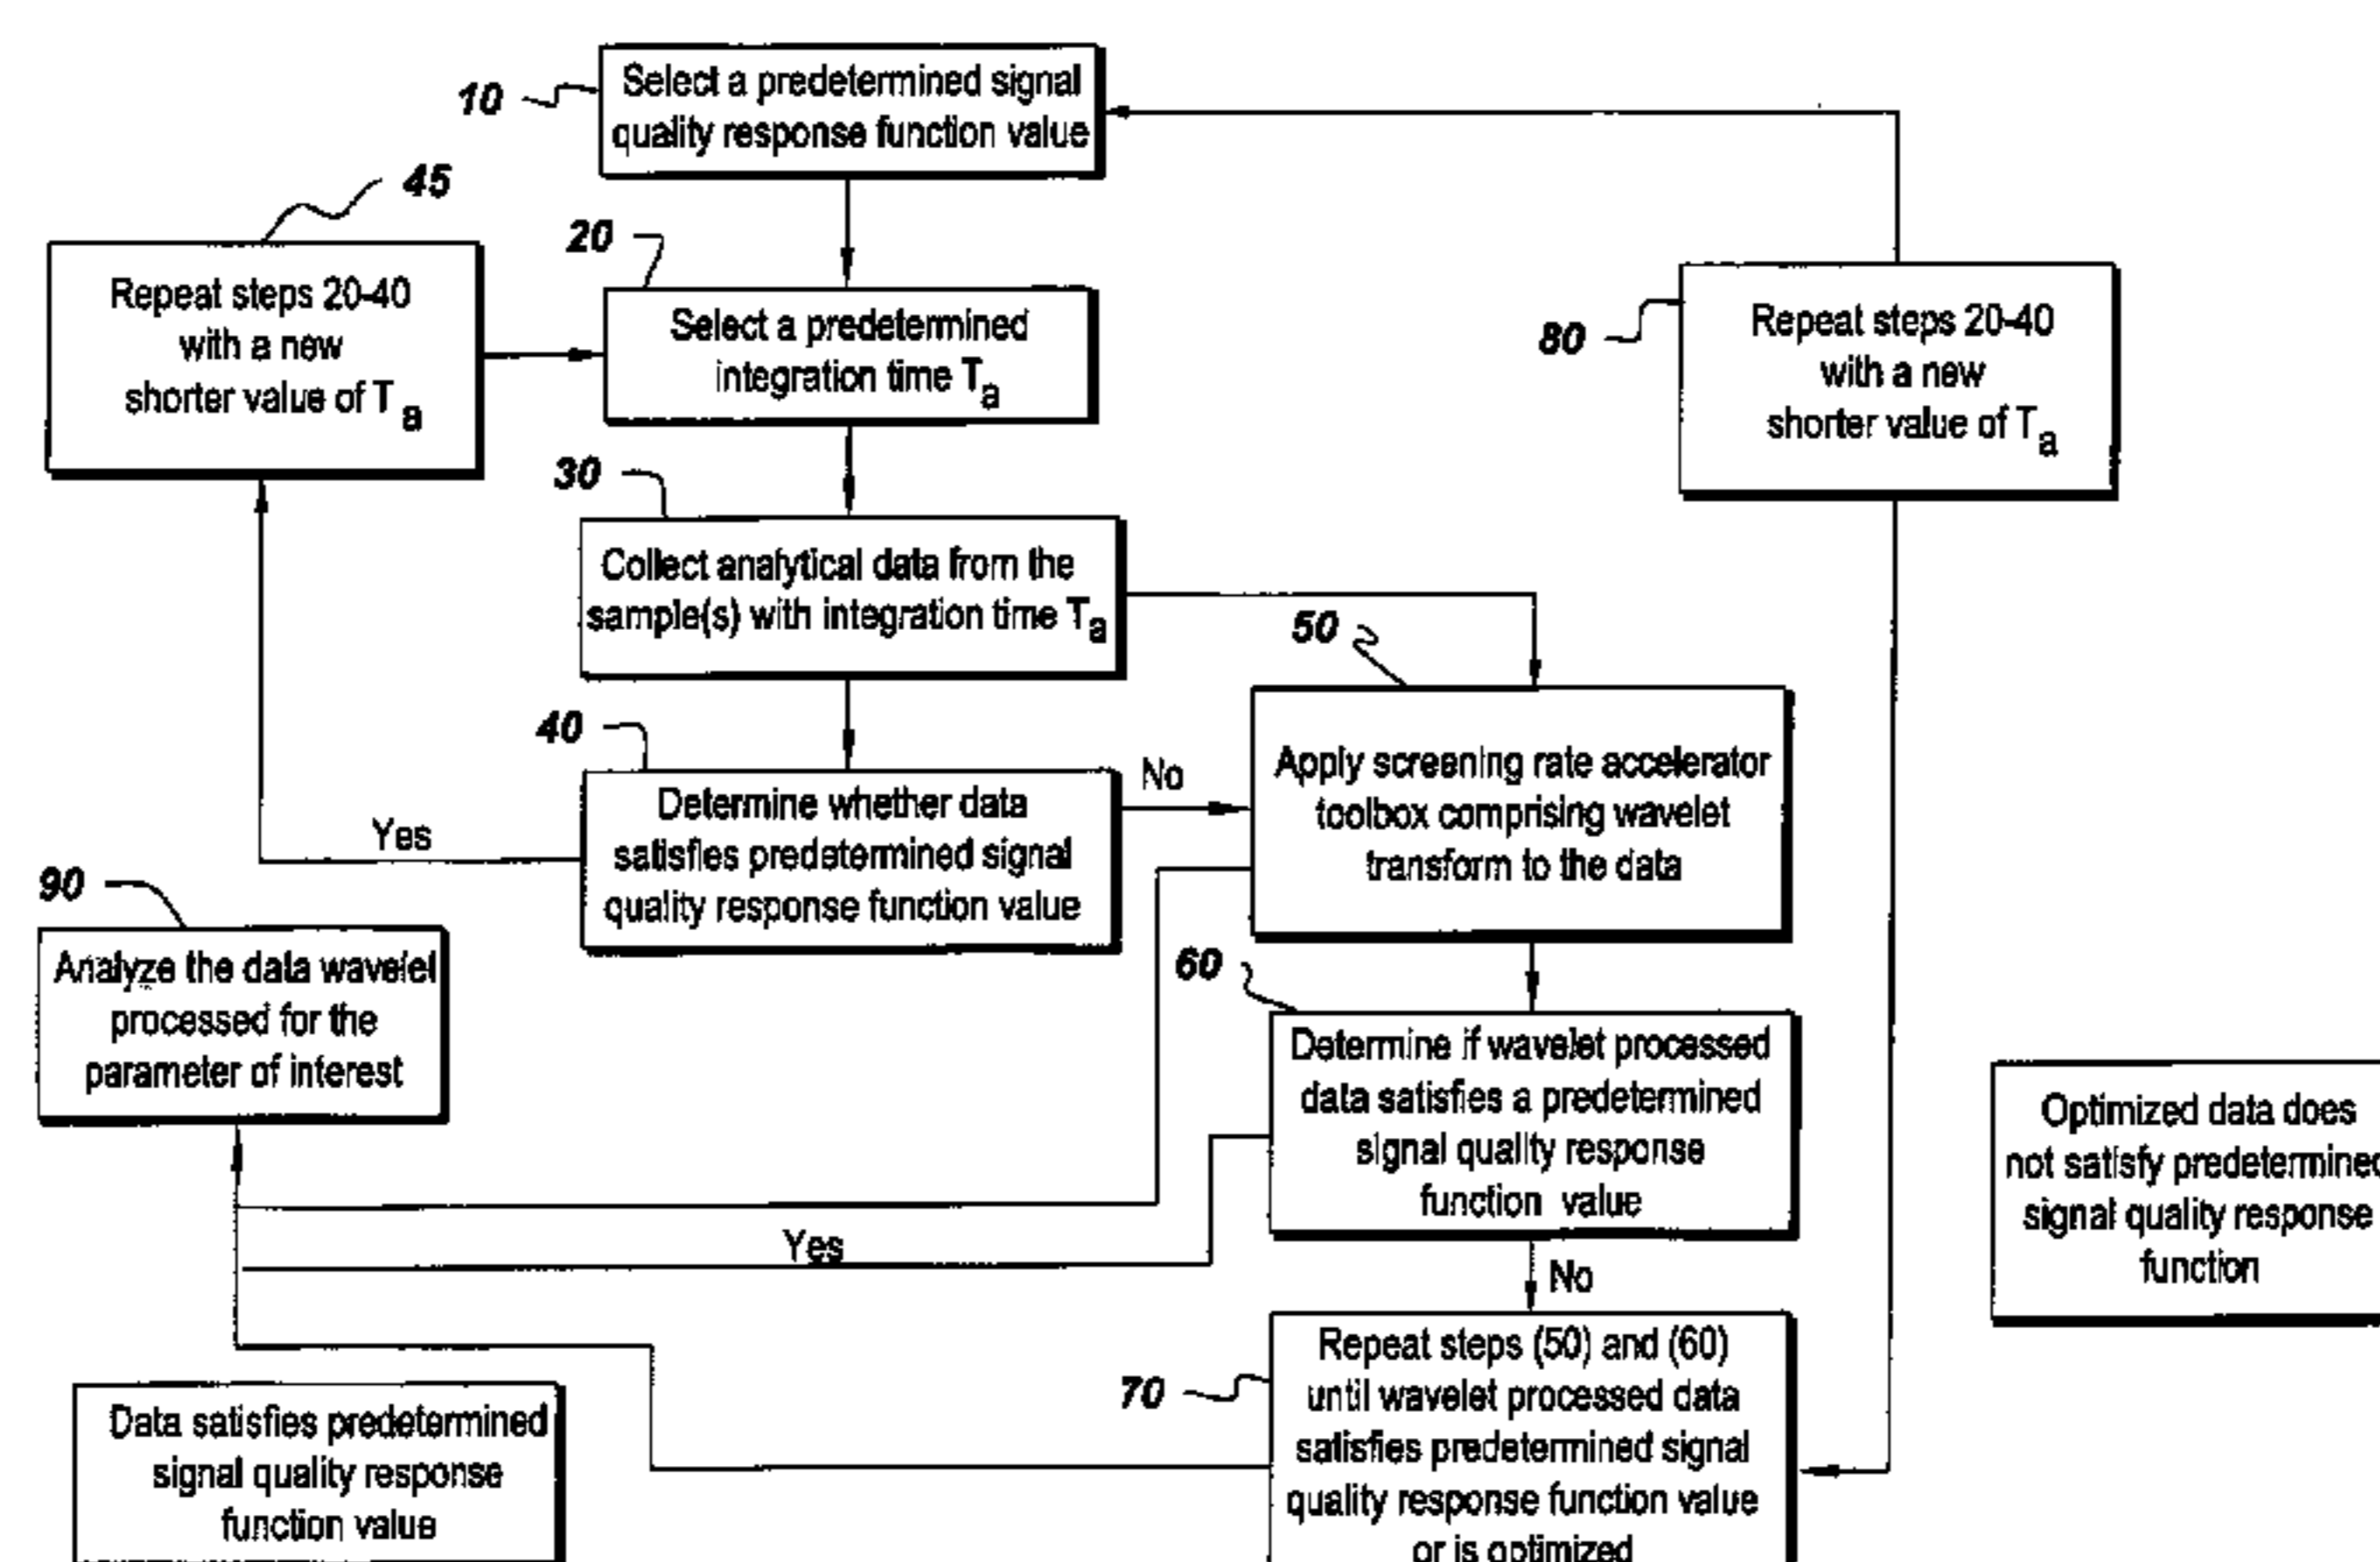 10
Select a predetermined signal
quality response function value
45
Repeat steps 20-40
with a new
shorter value of Ta
20
Select a predetermined
integration time Ta
80
Repeat steps 20-40
with a new
shorter value of Ta
30
Collect analytical data from the
sample(s) with integration time Ta
50
Apply screening rate accelerator
toolbox comprising wavelet
transform to the data
40
Determine whether data
satisfies predetermined signal
quality response function value
No
Yes
90
Analyze the data wavelet
processed for the
parameter of interest
60
Determine if wavelet processed
data satisfies a predetermined
signal quality response
function value
Yes
No
Optimized data does
not satisfy predetermined
signal quality response
function
70
Repeat steps (50) and (60)
until wavelet processed data
satisfies predetermined signal
quality response function value
or is optimized
Data satisfies predetermined
signal quality response
function value